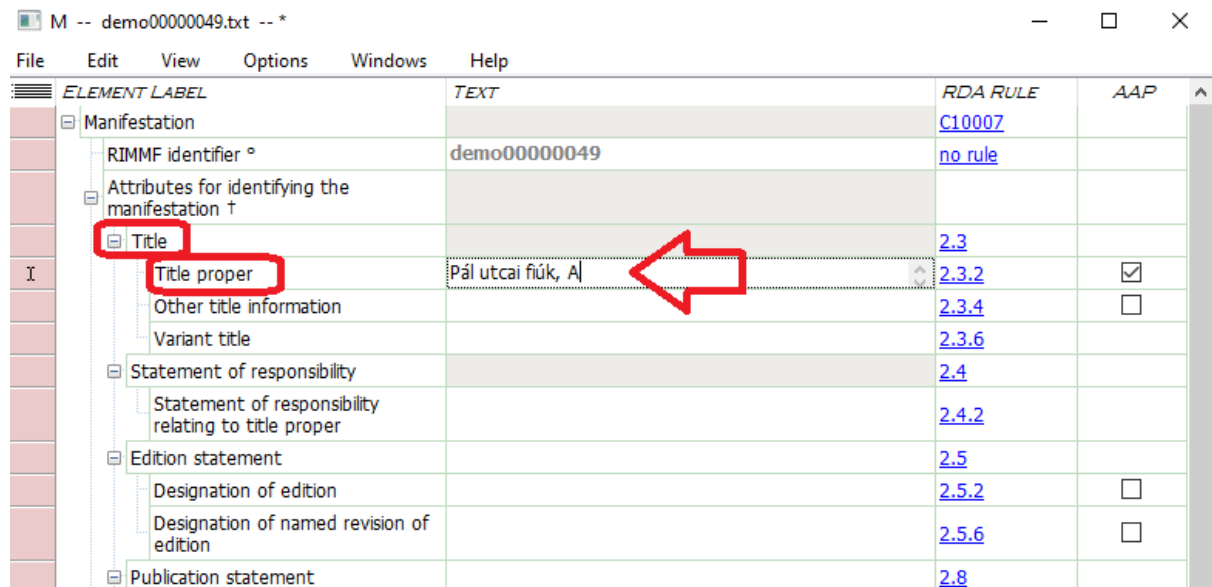 M -- demo00000049.txt -- *
File Edit View Options Windows Help
ELEMENT LABEL TEXT RDA RULE AAP
Manifestation C10007
RIMMF identifier ° demo00000049 no rule
Attributes for identifying the
manifestation †
Title 2.3
Title proper Pál utcai fiúk, A 2.3.2
Other title information 2.3.4
Variant title 2.3.6
Statement of responsibility 2.4
Statement of responsibility
relating to title proper 2.4.2
Edition statement 2.5
Designation of edition 2.5.2
Designation of named revision of
edition 2.5.6
Publication statement 2.8